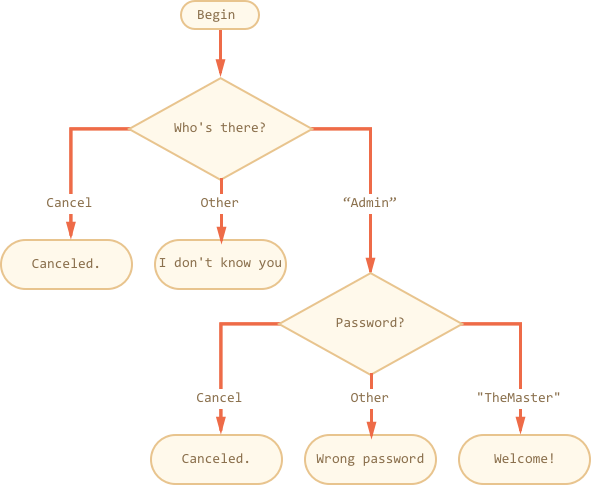 Begin
Who's there?
Cancel
Other
“Admin”
Canceled.
I don't know you
Password?
Cancel
Other
"TheMaster"
Canceled.
Wrong password
Welcome!